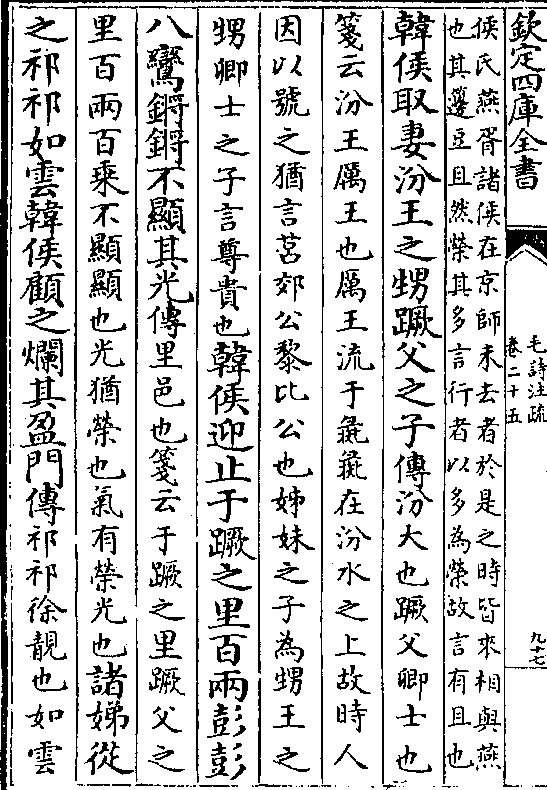 欽定四庫全書
毛詩注疏
卷二十五
九十七
侯氏燕胥諸侯在京師未去者於是之時皆來相與燕
也其籩豆且然榮其多言行者以多為榮故言有且也
韓侯取妻汾王之甥蹶父之子傳汾大也蹶父卿士也
箋云汾王厲王也厲王流于彘彘在汾水之上故時人
因以號之猶言莒郊公黎比公也姊妹之子為甥王之
甥卿士之子言尊貴也韓侯迎止于蹶之里百兩彭彭
八鸞鏘鏘不顯其光傳里邑也箋云于蹶之里蹶父之
里百兩百乘不顯顯也光猶榮也氣有榮光也諸娣從
之祁祁如雲韓侯顧之爛其盈門傳祁祁徐靚也如雲